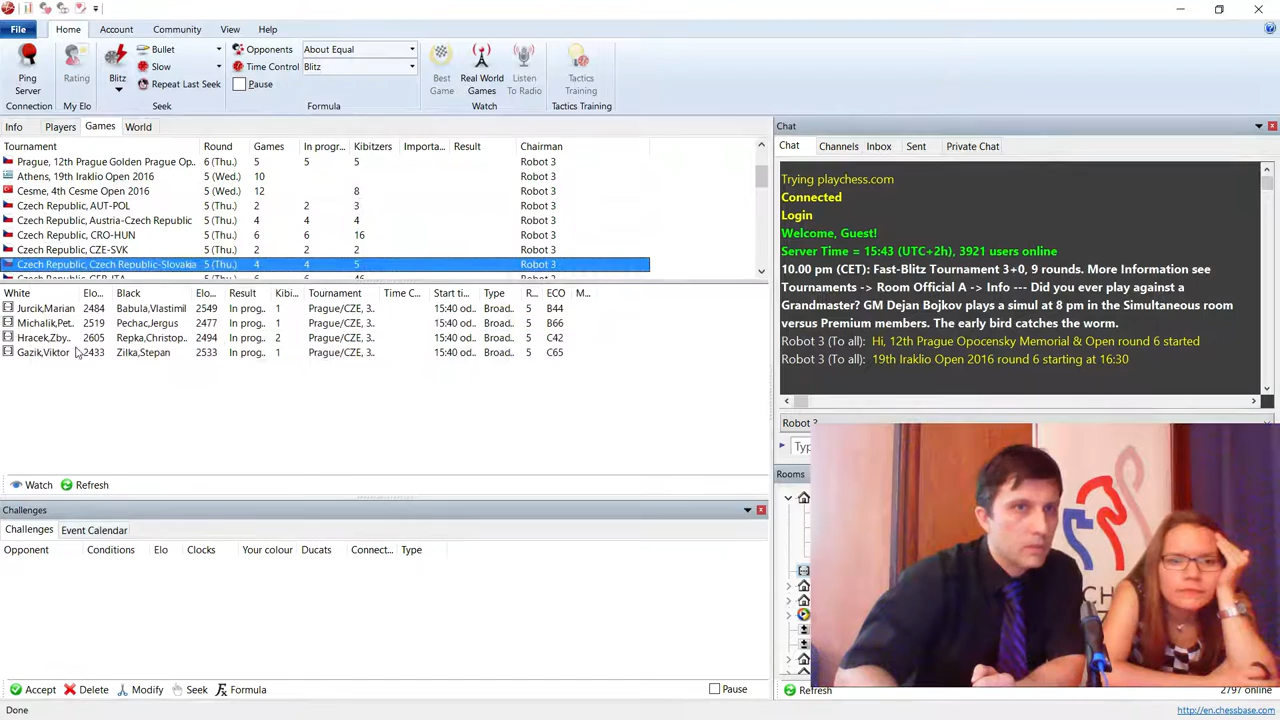 File Home Account Community View Help
Ping Server Rating Blitz Bullet Slow Repeat Last Seek Opponents About Equal Time Control Blitz Pause Best Game Real World Games Listen To Radio Tactics Training
Connection My Elo Seek Formula Watch Tactics Training
Info Players Games World
Tournament Round Games In progr... Kibitzers Importa... Result Chairman
Prague, 12th Prague Golden Prague Op.. 6 (Thu.) 5 5 5 Robot 3
Athens, 19th Iraklio Open 2016 5 (Wed.) 10 Robot 3
Cesme, 4th Cesme Open 2016 5 (Wed.) 12 8 Robot 3
Czech Republic, AUT-POL 5 (Thu.) 2 2 3 Robot 3
Czech Republic, Austria-Czech Republic 5 (Thu.) 4 4 4 Robot 3
Czech Republic, CRO-HUN 5 (Thu.) 6 6 16 Robot 3
Czech Republic, CZE-SVK 5 (Thu.) 2 2 2 Robot 3
Czech Republic, Czech Republic-Slovakia 5 (Thu.) 4 4 5 Robot 3
White Elo... Black Elo... Result Kibi... Tournament Time C... Start ti... Type R... ECO M...
Jurcik,Marian 2484 Babula,Vlastimil 2549 In prog... 1 Prague/CZE, 3.. 15:40 od... Broad... 5 B44
Michalik,Pet.. 2519 Pechac,Jergus 2477 In prog... 1 Prague/CZE, 3.. 15:40 od... Broad... 5 B66
Hracek,Zby.. 2605 Repka,Christop... 2494 In prog... 2 Prague/CZE, 3.. 15:40 od... Broad... 5 C42
Gazik,Viktor 2433 Zilka,Stepan 2533 In prog... 1 Prague/CZE, 3.. 15:40 od... Broad... 5 C65
Watch Refresh
Challenges
Challenges Event Calendar
Opponent Conditions Elo Clocks Your colour Ducats Connect... Type
Accept Delete Modify Seek Formula Pause
Done
Chat
Chat Channels Inbox Sent Private Chat
Trying playchess.com
Connected
Login
Welcome, Guest!
Server Time = 15:43 (UTC+2h), 3921 users online
10.00 pm (CET): Fast-Blitz Tournament 3+0, 9 rounds. More Information see
Tournaments -> Room Official A -> Info --- Did you ever play against a
Grandmaster? GM Dejan Bojkov plays a simul at 8 pm in the Simultaneous room
versus Premium members. The early bird catches the worm.
Robot 3 (To all): Hi, 12th Prague Opocensky Memorial & Open round 6 started
Robot 3 (To all): 19th Iraklio Open 2016 round 6 starting at 16:30
Robot 3
Rooms
CH
Refresh 2797 online
http://en.chessbase.com